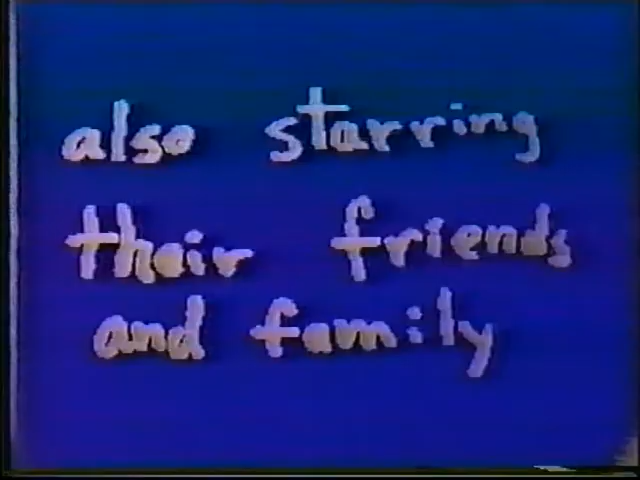 also starring
their friends
and family